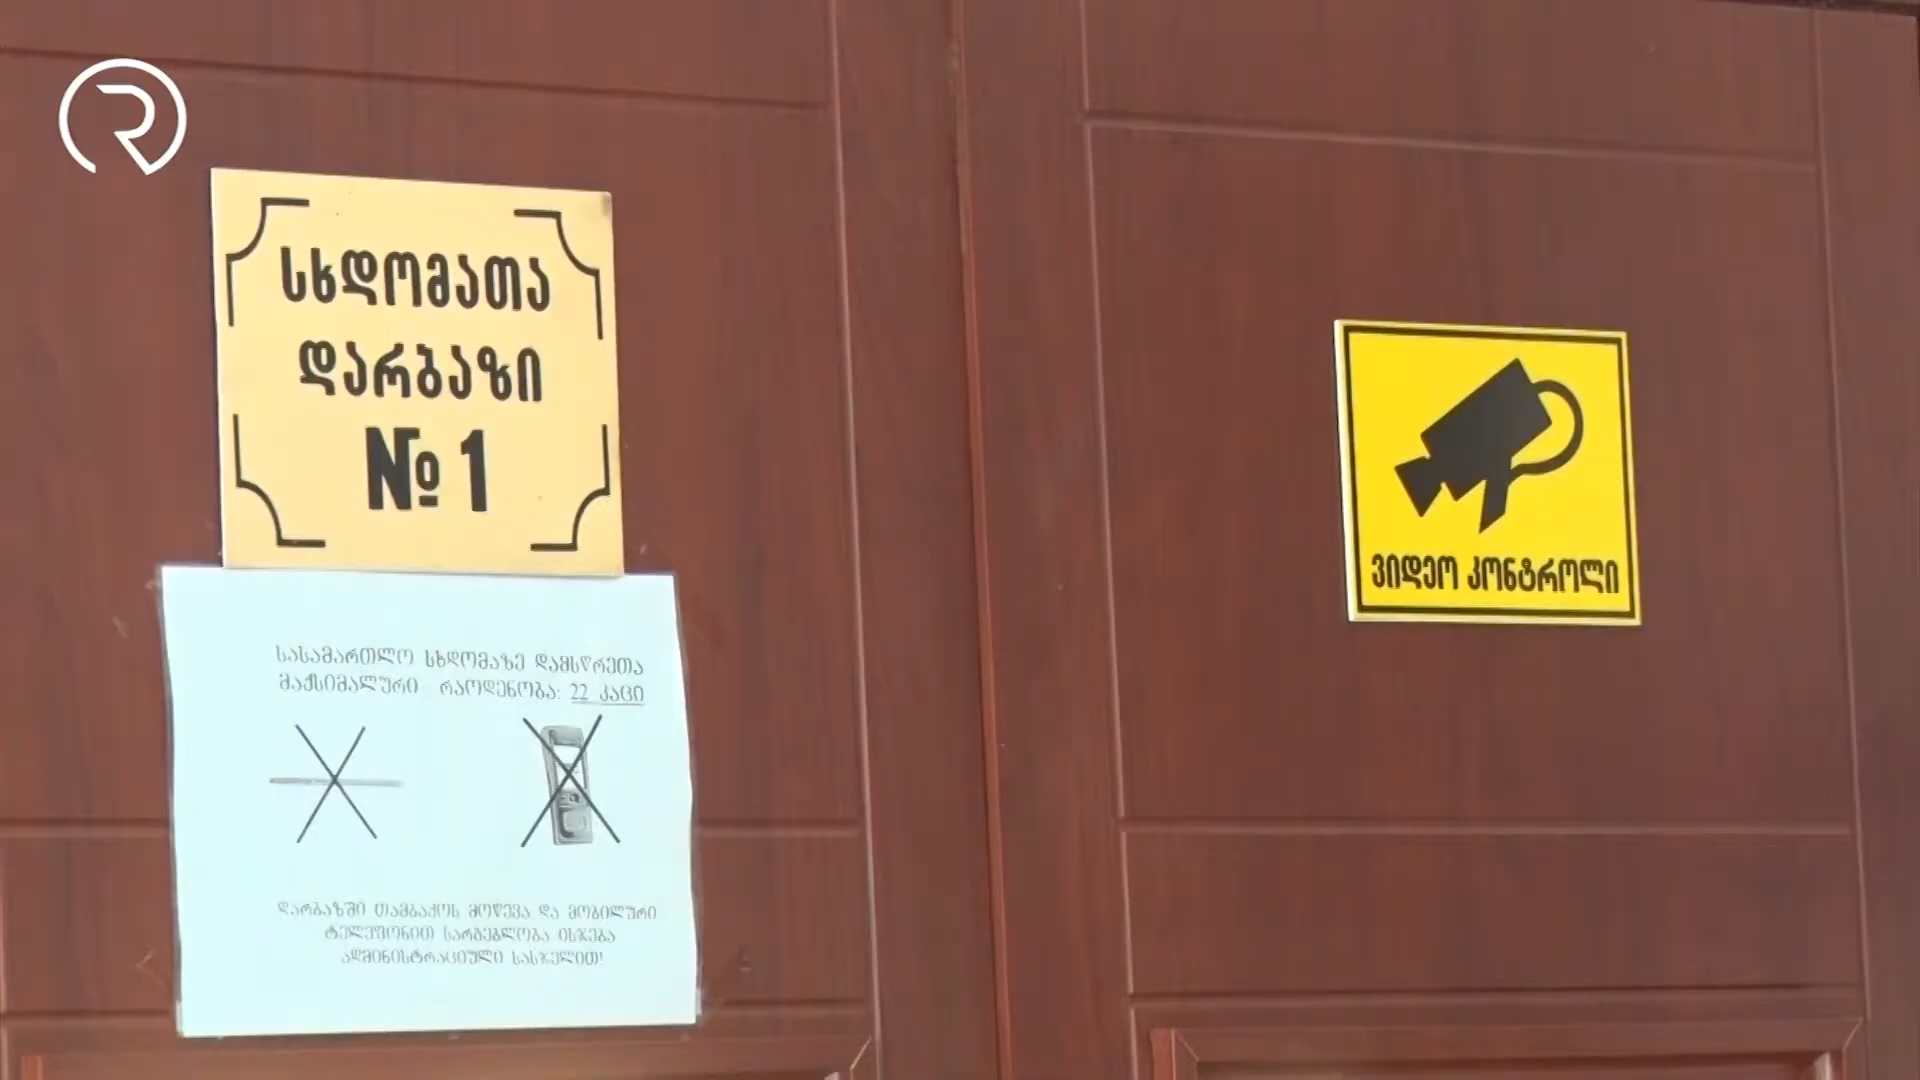 სხდომათა
დარბაზი
№ 1
სასამართლო სხდომაზე დამსწრეთა
მაქსიმალური რაოდენობა: 22 კაცი
დარბაზში თამბაქოს მოწევა და მობილური
ტელეფონით სარგებლობა ისჯება
ადმინისტრაციული სასჯელით!
ვიდეო კონტროლი